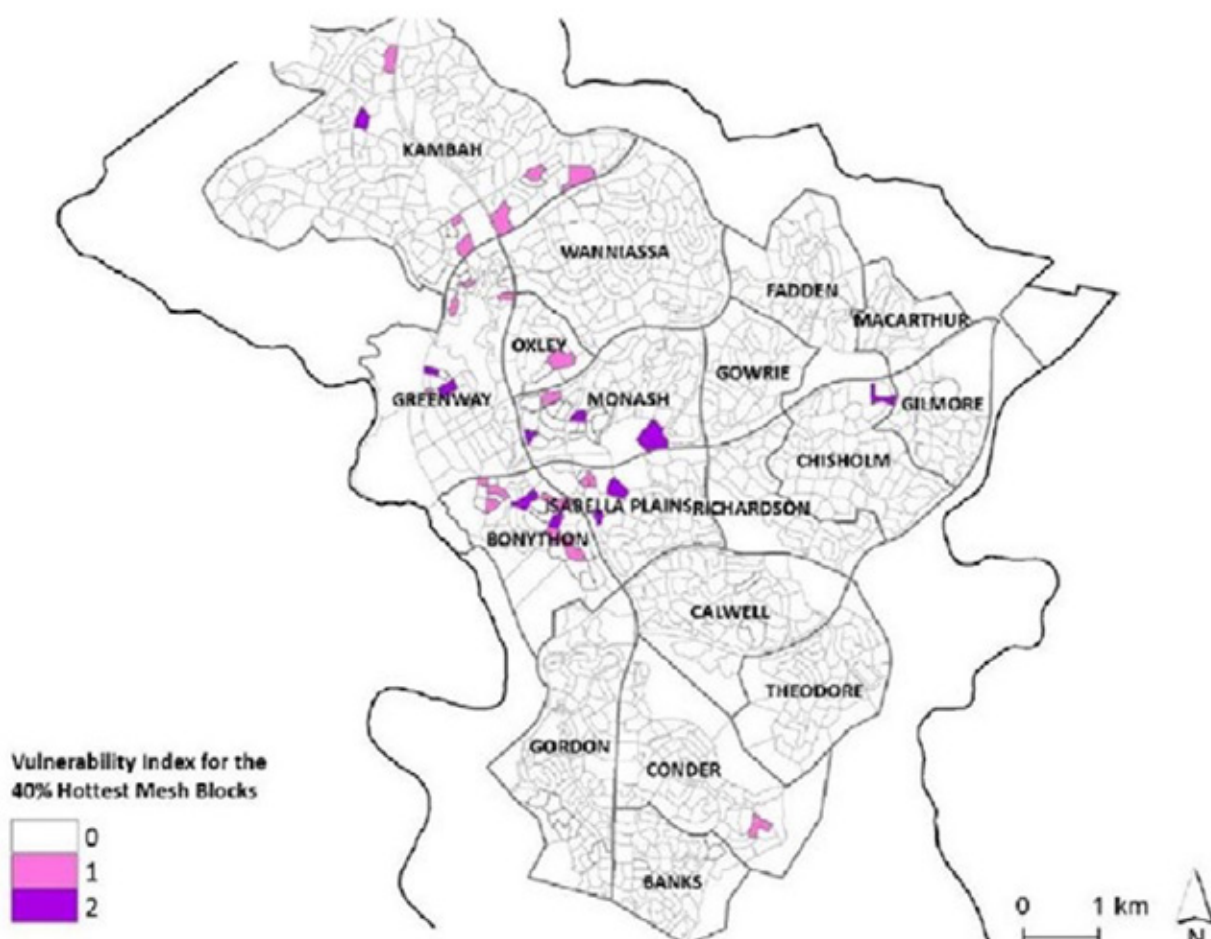 KAMBAH
WANNIASSA
FADDEN
MACARTHUR
OXLEY
GOWRIE
GREENWAY
MONASH
GILMORE
CHISHOLM
ISABELLA PLAINS
RICHARDSON
BONYTHON
CALWELL
THEODORE
GORDON
CONDER
BANKS
Vulnerability Index for the
40% Hottest Mesh Blocks
0
1
2
0 1 km
N